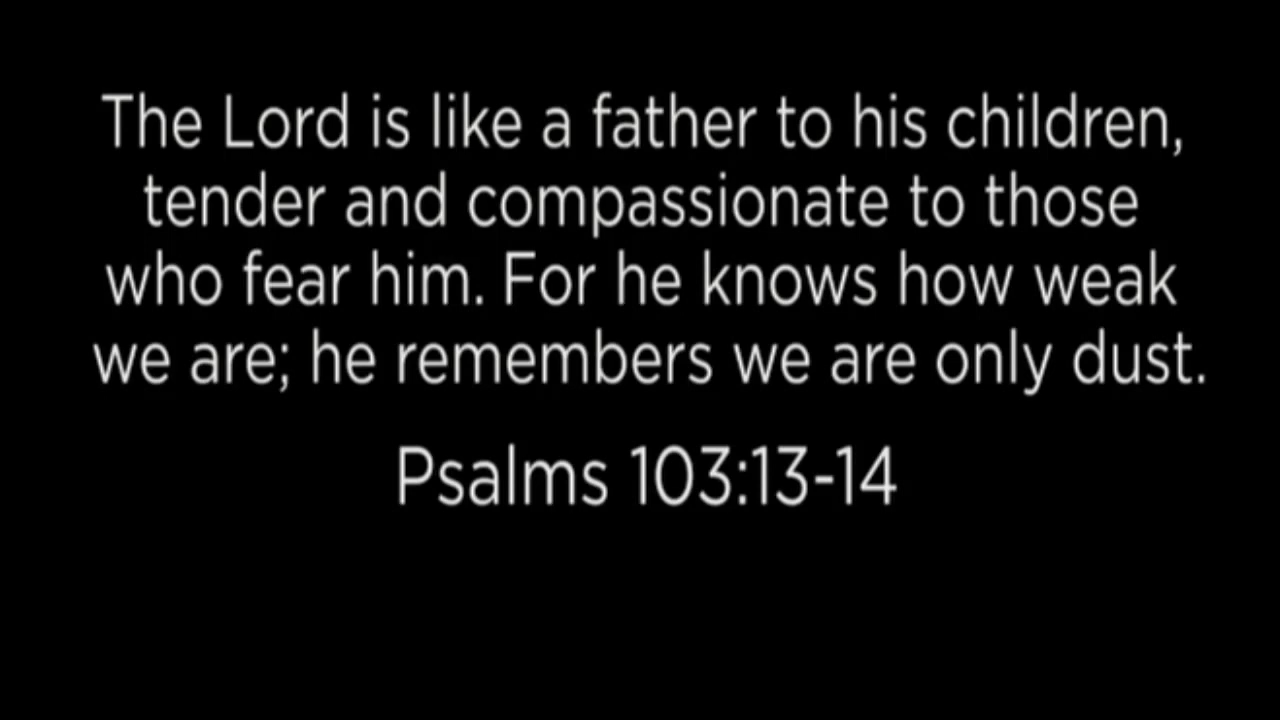 The Lord is like a father to his children,
tender and compassionate to those
who fear him. For he knows how weak
we are; he remembers we are only dust.
Psalms 103:13-14